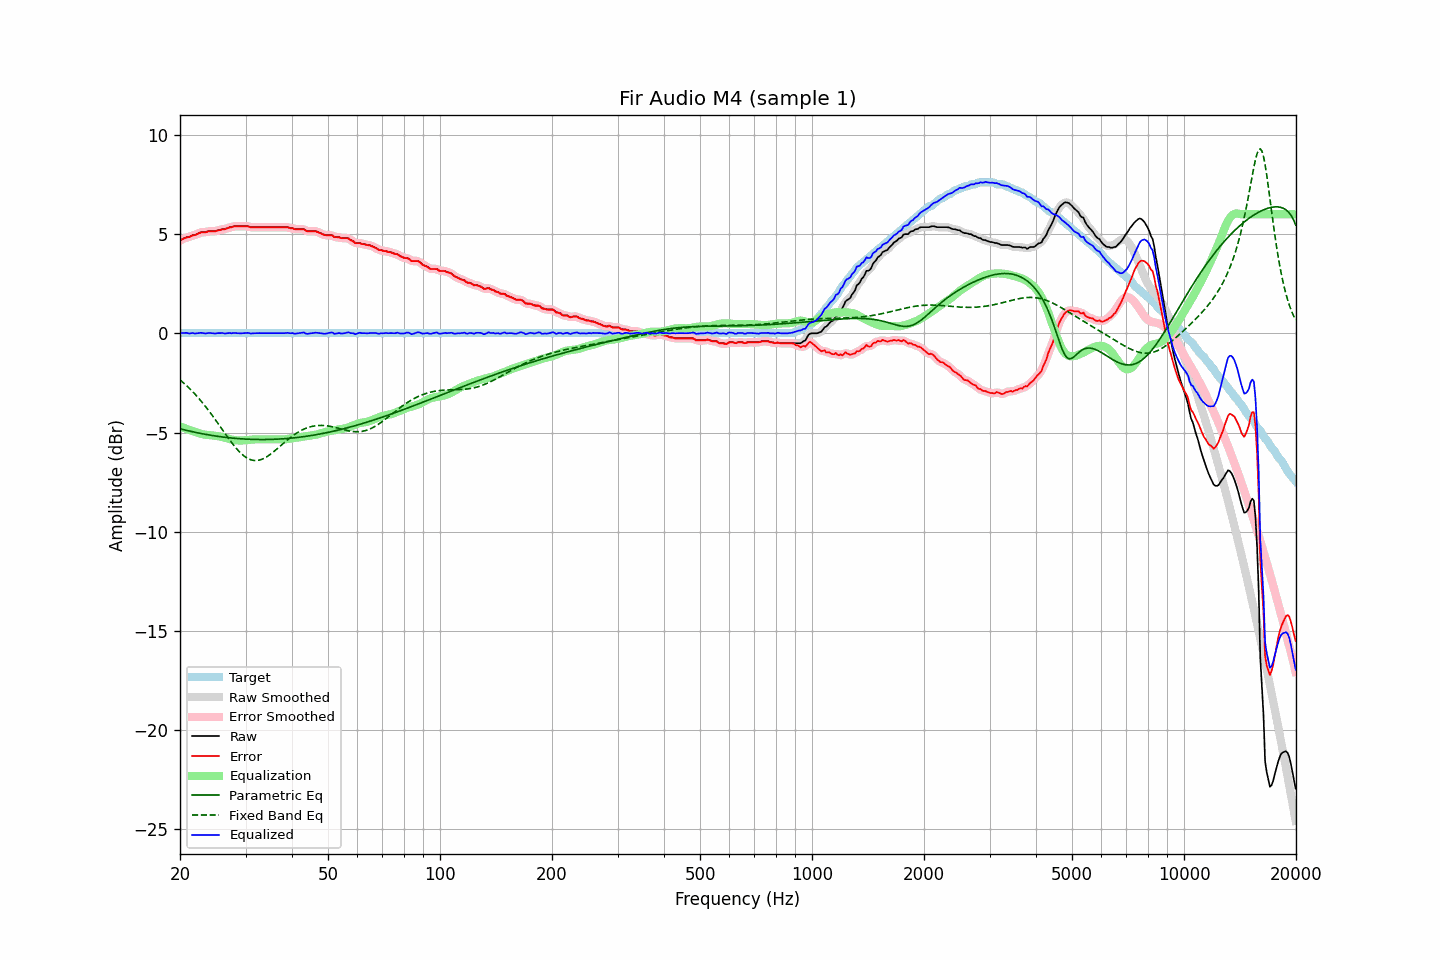 Fir Audio M4 (sample 1)
10
5
0
−5
−10
−15
−20
−25
Amplitude (dBr)
Target
Raw Smoothed
Error Smoothed
Raw
Error
Equalization
Parametric Eq
Fixed Band Eq
Equalized
20
50
100
200
500
1000
2000
5000
10000
20000
Frequency (Hz)